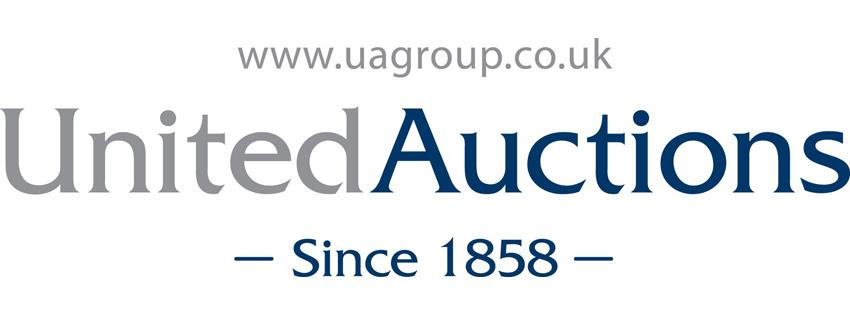 www.uagroup.co.uk
UnitedAuctions
— Since 1858 —